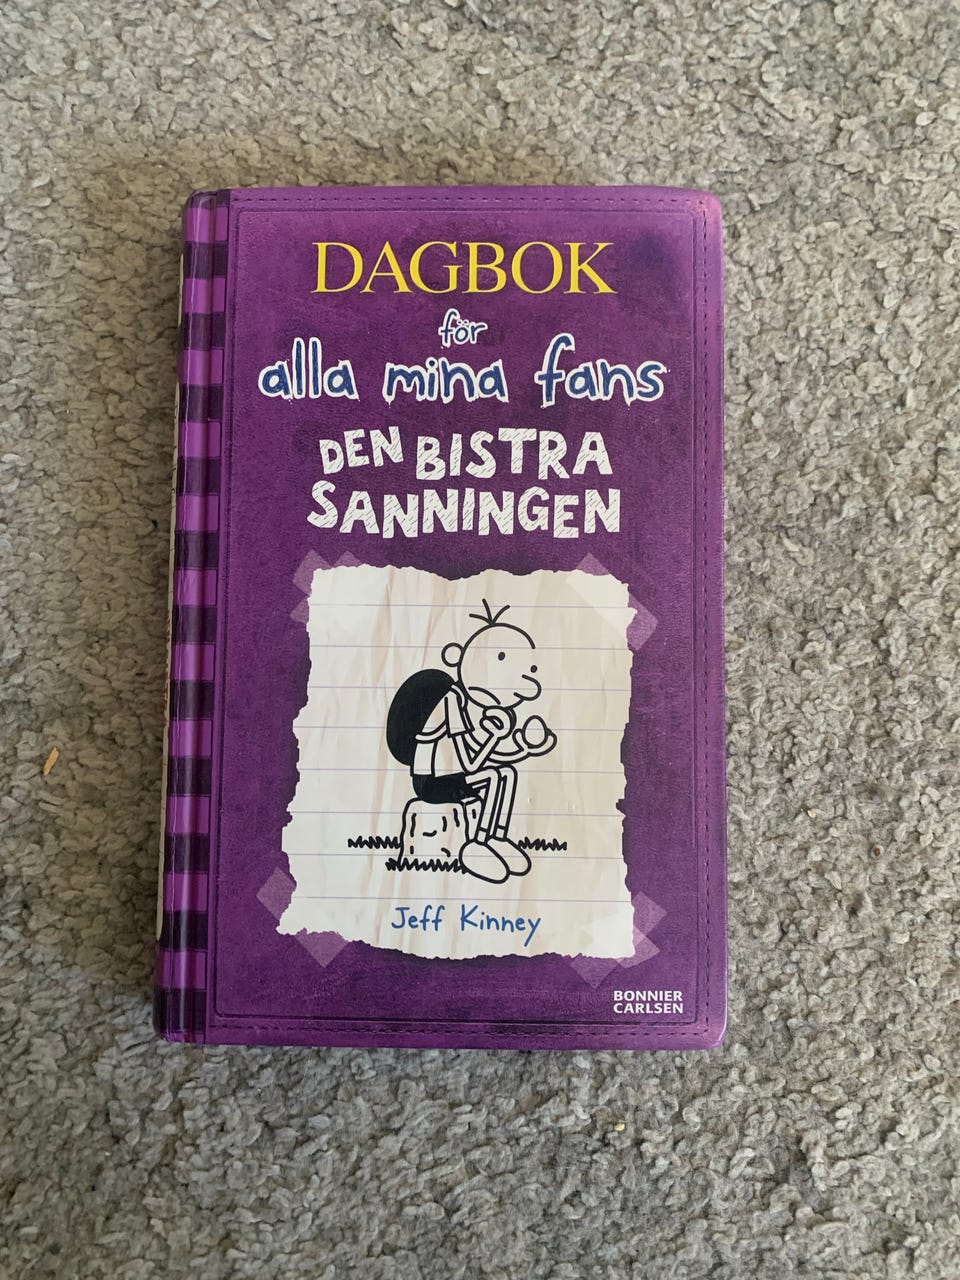 DAGBOK
för
alla mina fans
DEN BISTRA
SANNINGEN
Jeff Kinney
BONNIER
CARLSEN